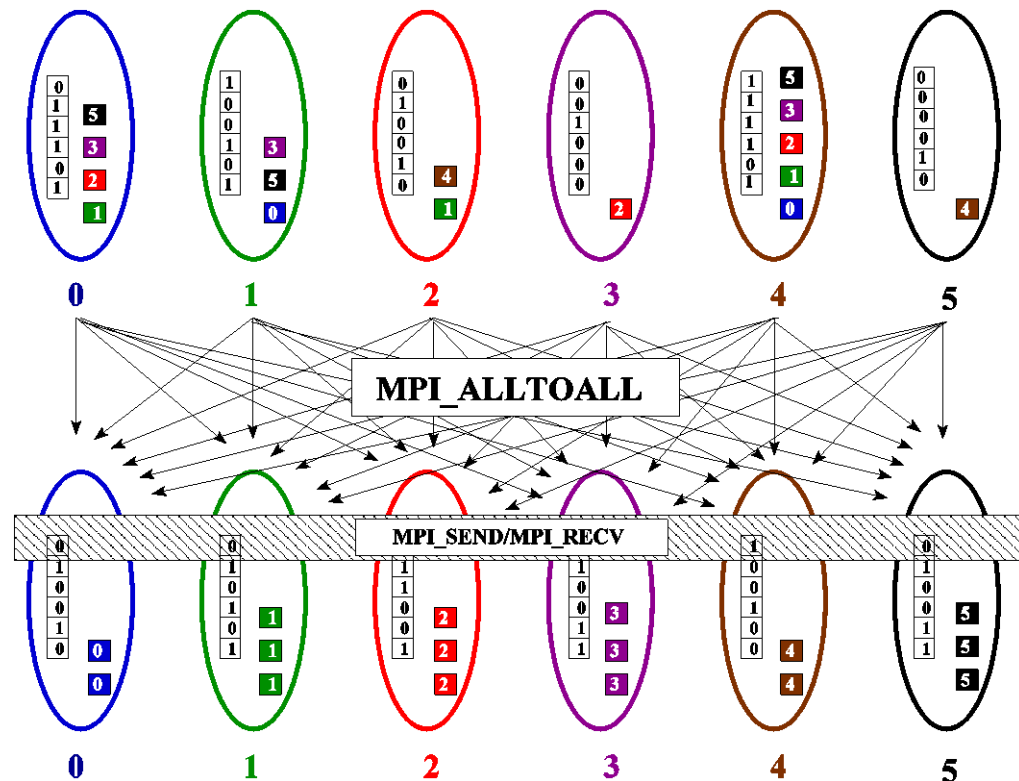 0 1 1 1 0 1
5 3 2 1
1 0 0 1 0 1
3 5 0
0 1 0 0 1 0
4 1
0 0 1 0 0 0
2
1 1 1 1 0 1
5 3 2 1 0
0 0 0 0 1 0
4
0 1 2 3 4 5
MPI_ALLTOALL
MPI_SEND/MPI_RECV
0 1 0 0 1 0
0 0
0 1 0 1 0 1
1 1 1
1 1 0 0 1
2 2 2
1 0 0 1 1
3 3 3
1 0 0 1 0 0
4 4
0 1 0 0 1 1
5 5 5
0 1 2 3 4 5